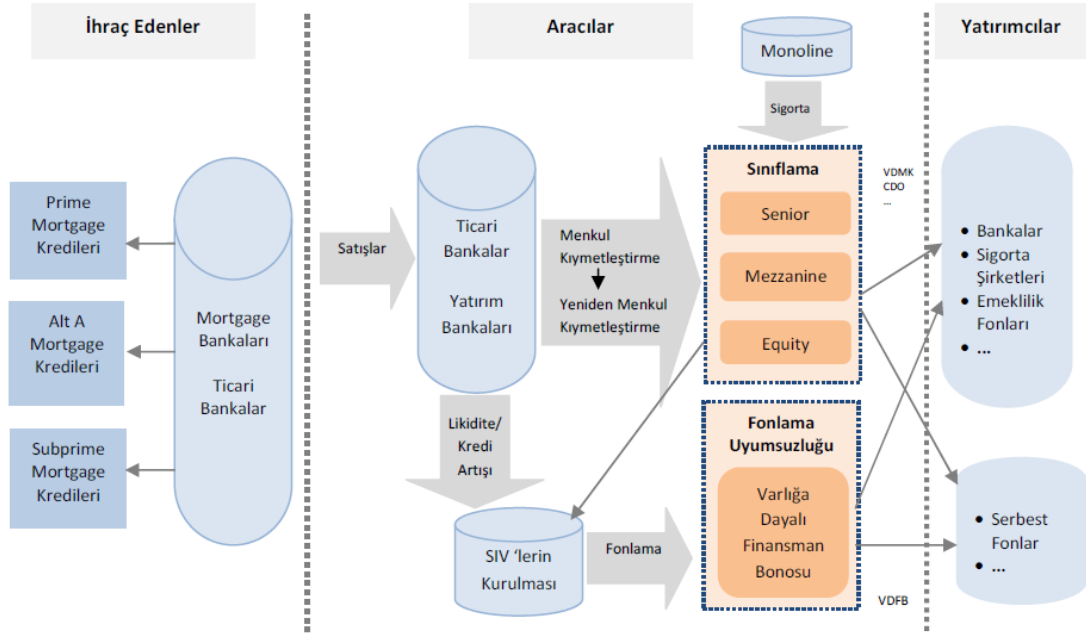 İhraç Edenler
Aracılar
Yatırımcılar
Monoline
Sigorta
Prime
Mortgage
Kredileri
Alt A
Mortgage
Kredileri
Subprime
Mortgage
Kredileri
Mortgage
Bankaları
Ticari
Bankalar
Satışlar
Ticari
Bankalar
Yatırım
Bankaları
Menkul
Kıymetleştirme
Yeniden Menkul
Kıymetleştirme
Sınıflama
Senior
Mezzanine
Equity
VDMK
CDO
...
• Bankalar
• Sigorta
Şirketleri
• Emeklilik
Fonları
• ...
Likidite/
Kredi
Artışı
SIV ‘lerin
Kurulması
Fonlama
Fonlama
Uyumsuzluğu
Varlığa
Dayalı
Finansman
Bonosu
VDFB
• Serbest
Fonlar
• ...